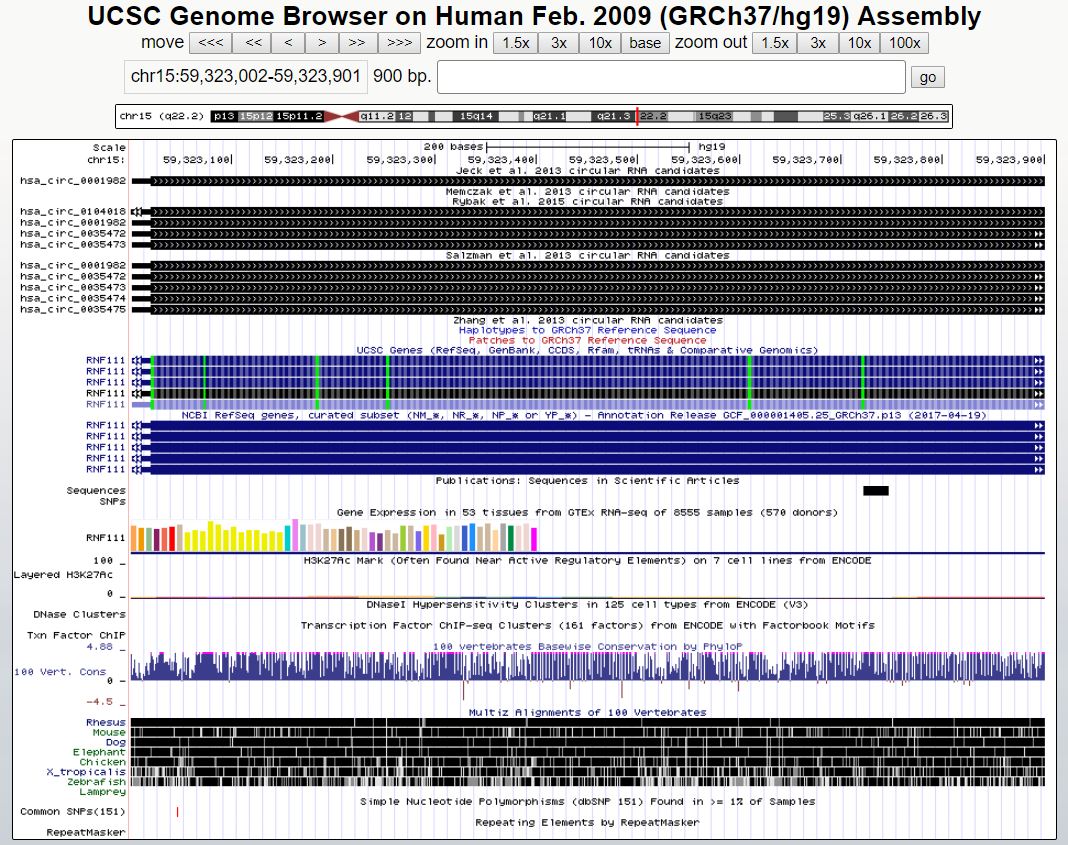 UCSC Genome Browser on Human Feb. 2009 (GRCh37/hg19) Assembly
move <<< << < > >> >>> zoom in 1.5x 3x 10x base zoom out 1.5x 3x 10x 100x
chr15:59,323,002-59,323,901 900 bp. go
chr15 (q22.2) p13 15p12 15p11.2 q11.2 12 15q14 q21.1 q21.3 22.2 15q23 25.3 q26.1 26.2 26.3
Scale 200 bases hg19
chr15: 59,323,100 59,323,200 59,323,300 59,323,400 59,323,500 59,323,600 59,323,700 59,323,800 59,323,900
Jeck et al. 2013 circular RNA candidates
hsa_circ_0001982
Memczak et al. 2013 circular RNA candidates
Rybak et al. 2015 circular RNA candidates
hsa_circ_0104018
hsa_circ_0001982
hsa_circ_0035472
hsa_circ_0035473
Salzman et al. 2013 circular RNA candidates
hsa_circ_0001982
hsa_circ_0035472
hsa_circ_0035473
hsa_circ_0035474
hsa_circ_0035475
Zhang et al. 2013 circular RNA candidates
Haplotypes to GRCh37 Reference Sequence
Patches to GRCh37 Reference Sequence
UCSC Genes (RefSeq, GenBank, CCDS, Rfam, tRNAs & Comparative Genomics)
RNF111
RNF111
RNF111
RNF111
RNF111
NCBI RefSeq genes, curated subset (NM_*, NR_*, NP_* or YP_*) - Annotation Release GCF_000001405.25_GRCh37.p13 (2017-04-19)
RNF111
RNF111
RNF111
RNF111
RNF111
Publications: Sequences in Scientific Articles
Sequences
SNPs
Gene Expression in 53 tissues from GTEx RNA-seq of 8555 samples (570 donors)
RNF111
H3K27Ac Mark (Often Found Near Active Regulatory Elements) on 7 cell lines from ENCODE
100 _
Layered H3K27Ac
0 _
DNaseI Hypersensitivity Clusters in 125 cell types from ENCODE (V3)
DNase Clusters
Transcription Factor ChIP-seq Clusters (161 factors) from ENCODE with Factorbook Motifs
Txn Factor ChIP
4.88 _ 100 vertebrates Basewise Conservation by PhyloP
100 Vert. Cons
0 _
-4.5 _
Multiz Alignments of 100 Vertebrates
Rhesus
Mouse
Dog
Elephant
Chicken
X_tropicalis
Zebrafish
Lamprey
Simple Nucleotide Polymorphisms (dbSNP 151) Found in >= 1% of Samples
Common SNPs(151)
Repeating Elements by RepeatMasker
RepeatMasker